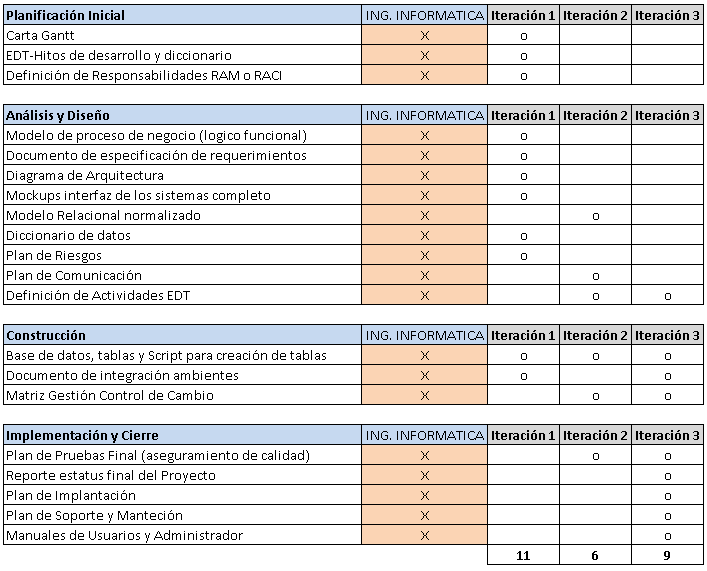 Planificación Inicial ING. INFORMATICA Iteración 1 Iteración 2 Iteración 3
Carta Gantt X o
EDT-Hitos de desarrollo y diccionario X o
Definición de Responsabilidades RAM o RACI X o
Análisis y Diseño ING. INFORMATICA Iteración 1 Iteración 2 Iteración 3
Modelo de proceso de negocio (logico funcional) X o
Documento de especificación de requerimientos X o
Diagrama de Arquitectura X o
Mockups interfaz de los sistemas completo X o
Modelo Relacional normalizado X o
Diccionario de datos X o
Plan de Riesgos X o
Plan de Comunicación X o
Definición de Actividades EDT X o o
Construcción ING. INFORMATICA Iteración 1 Iteración 2 Iteración 3
Base de datos, tablas y Script para creación de tablas X o o o
Documento de integración ambientes X o o
Matriz Gestión Control de Cambio X o o
Implementación y Cierre ING. INFORMATICA Iteración 1 Iteración 2 Iteración 3
Plan de Pruebas Final (aseguramiento de calidad) X o o
Reporte estatus final del Proyecto X o
Plan de Implantación X o
Plan de Soporte y Manteción X o
Manuales de Usuarios y Administrador X o
11 6 9